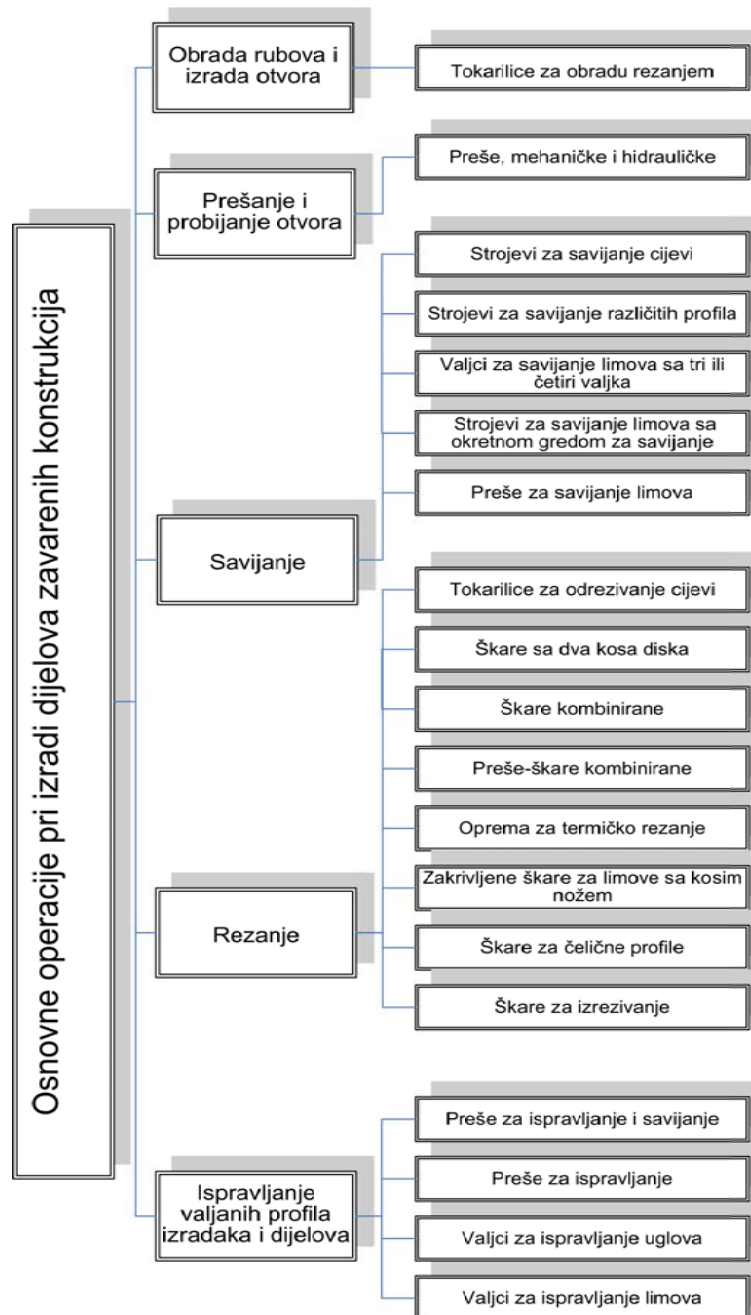 Osnovne operacije pri izradi dijelova zavarenih konstrukcija
Obrada rubova i
izrada otvora
Tokarilice za obradu rezanjem
Prešanje i
probijanje otvora
Preše, mehaničke i hidrauličke
Savijanje
Strojevi za savijanje cijevi
Strojevi za savijanje različitih profila
Valjci za savijanje limova sa tri ili
četiri valjka
Strojevi za savijanje limova sa
okretnom gredom za savijanje
Preše za savijanje limova
Rezanje
Tokarilice za odrezivanje cijevi
Škare sa dva kosa diska
Škare kombinirane
Preše-škare kombinirane
Oprema za termičko rezanje
Zakrivljene škare za limove sa kosim
nožem
Škare za čelične profile
Škare za izrezivanje
Ispravljanje
valjanih profila
izradaka i dijelova
Preše za ispravljanje i savijanje
Preše za ispravljanje
Valjci za ispravljanje uglova
Valjci za ispravljanje limova